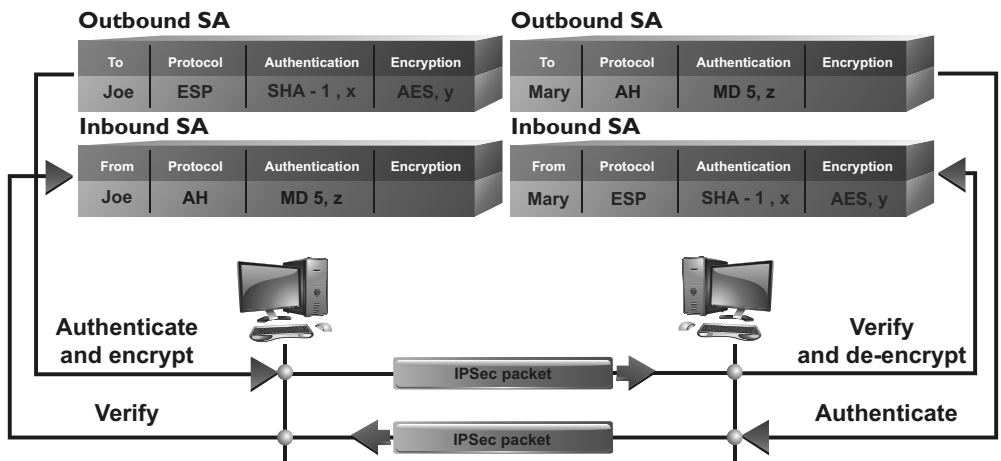 Outbound SA
To Protocol Authentication Encryption
Joe ESP SHA - 1 , x AES, y
Inbound SA
From Protocol Authentication Encryption
Joe AH MD 5, z
Outbound SA
To Protocol Authentication Encryption
Mary AH MD 5, z
Inbound SA
From Protocol Authentication Encryption
Mary ESP SHA - 1 , x AES, y
Authenticate
and encrypt
IPSec packet
Verify
and de-encrypt
Verify
IPSec packet
Authenticate